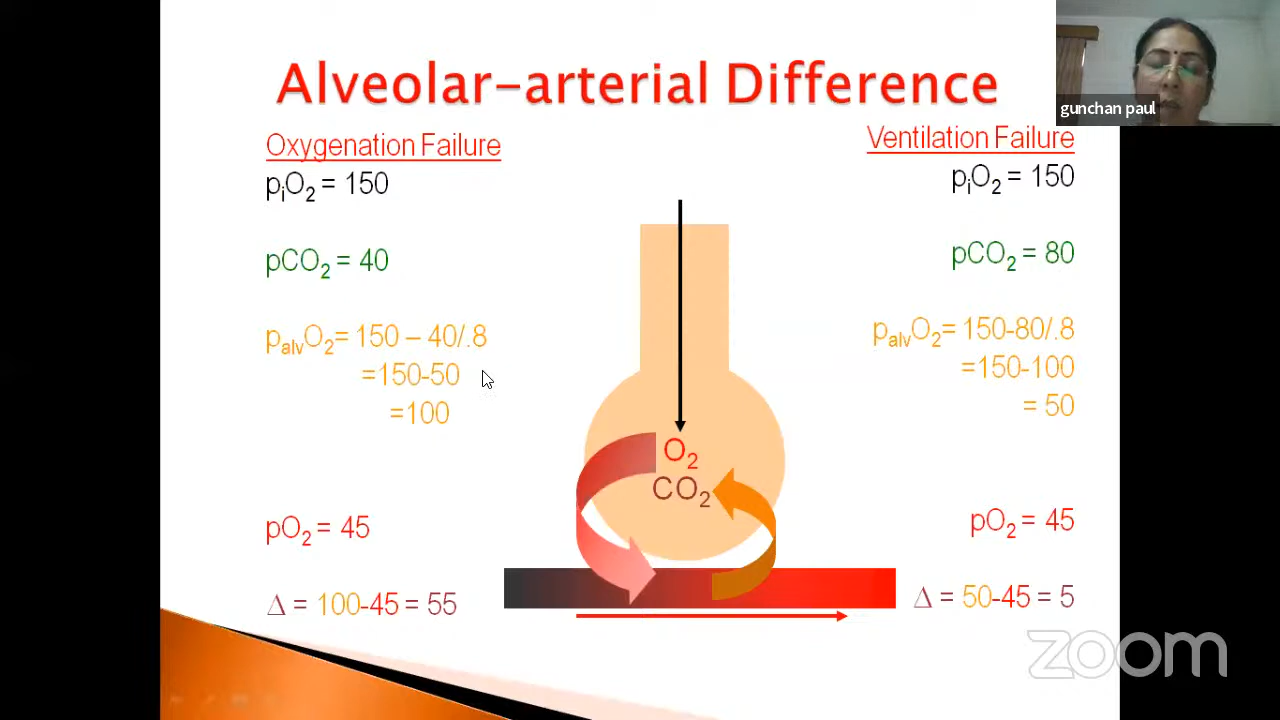 Alveolar-arterial Difference
gunchan paul
Oxygenation Failure
pᵢO₂ = 150
pCO₂ = 40
pₐₗᵥO₂= 150 – 40/.8
=150-50
=100
pO₂ = 45
Δ = 100-45 = 55
O₂
CO₂
Ventilation Failure
pᵢO₂ = 150
pCO₂ = 80
pₐₗᵥO₂= 150-80/.8
=150-100
= 50
pO₂ = 45
Δ = 50-45 = 5
zoom